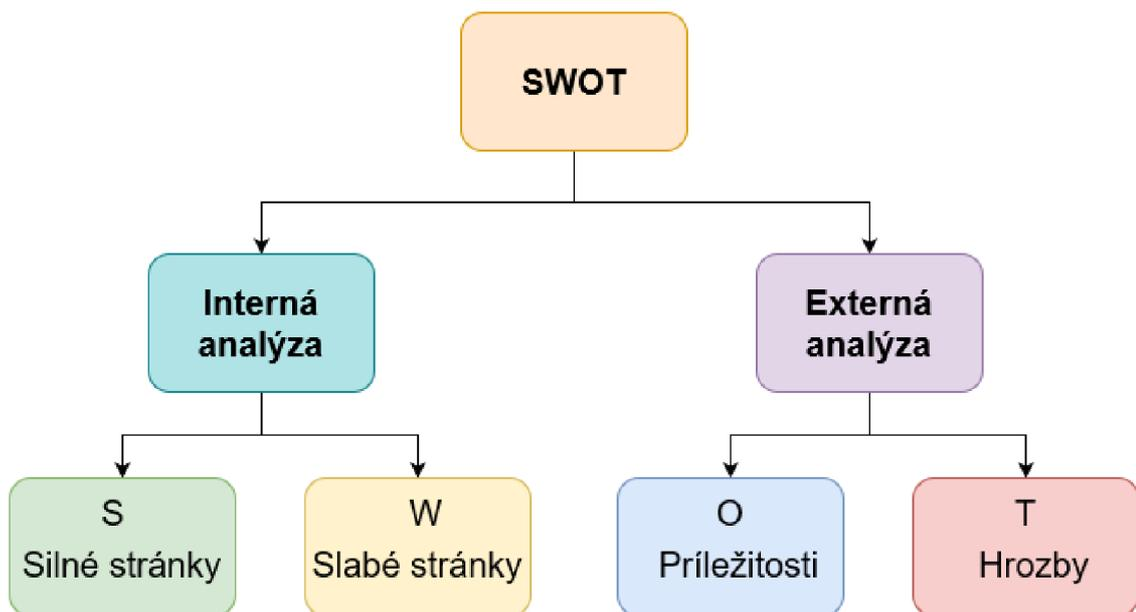 SWOT
Interná
analýza
Externá
analýza
S
Silné stránky
W
Slabé stránky
O
Príležitosti
T
Hrozby